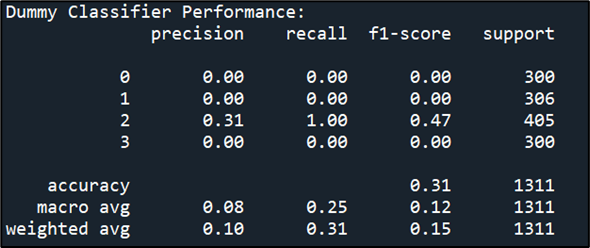 Dummy Classifier Performance:
precision recall f1-score support
0 0.00 0.00 0.00 300
1 0.00 0.00 0.00 306
2 0.31 1.00 0.47 405
3 0.00 0.00 0.00 300
accuracy 0.31 1311
macro avg 0.08 0.25 0.12 1311
weighted avg 0.10 0.31 0.15 1311